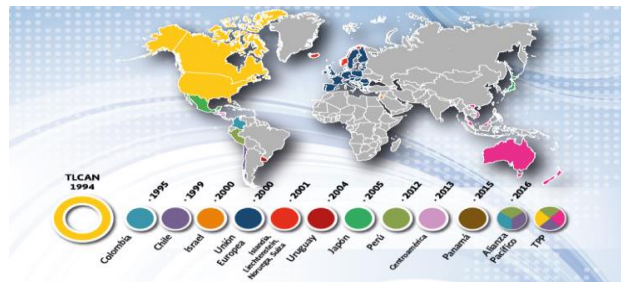 TLCAN
1994
-1995
-1999
-2000
-2000
-2001
-2004
-2005
-2012
-2013
-2015
-2016
Colombia
Chile
Israel
Unión
Europea
Islandia,
Liechtenstein,
Noruega, Suiza
Uruguay
Japón
Perú
Centroamérica
Panamá
Alianza
Pacífico
TPP